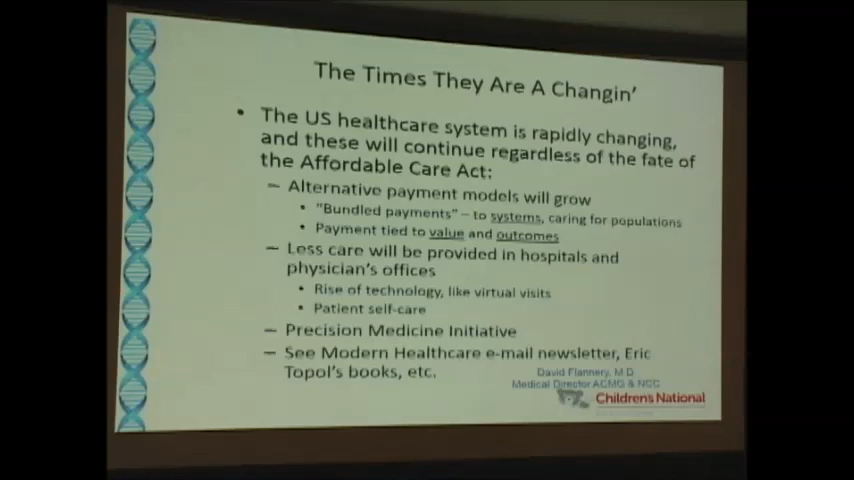 The Times They Are A Changin'
• The US healthcare system is rapidly changing,
and these will continue regardless of the fate of
the Affordable Care Act:
– Alternative payment models will grow
• "Bundled payments" – to systems, caring for populations
• Payment tied to value and outcomes
– Less care will be provided in hospitals and
physician's offices
• Rise of technology, like virtual visits
• Patient self-care
– Precision Medicine Initiative
– See Modern Healthcare e-mail newsletter, Eric
Topol's books, etc.
David Flannery, M D
Medical Director ACMG & NCC
Children's National